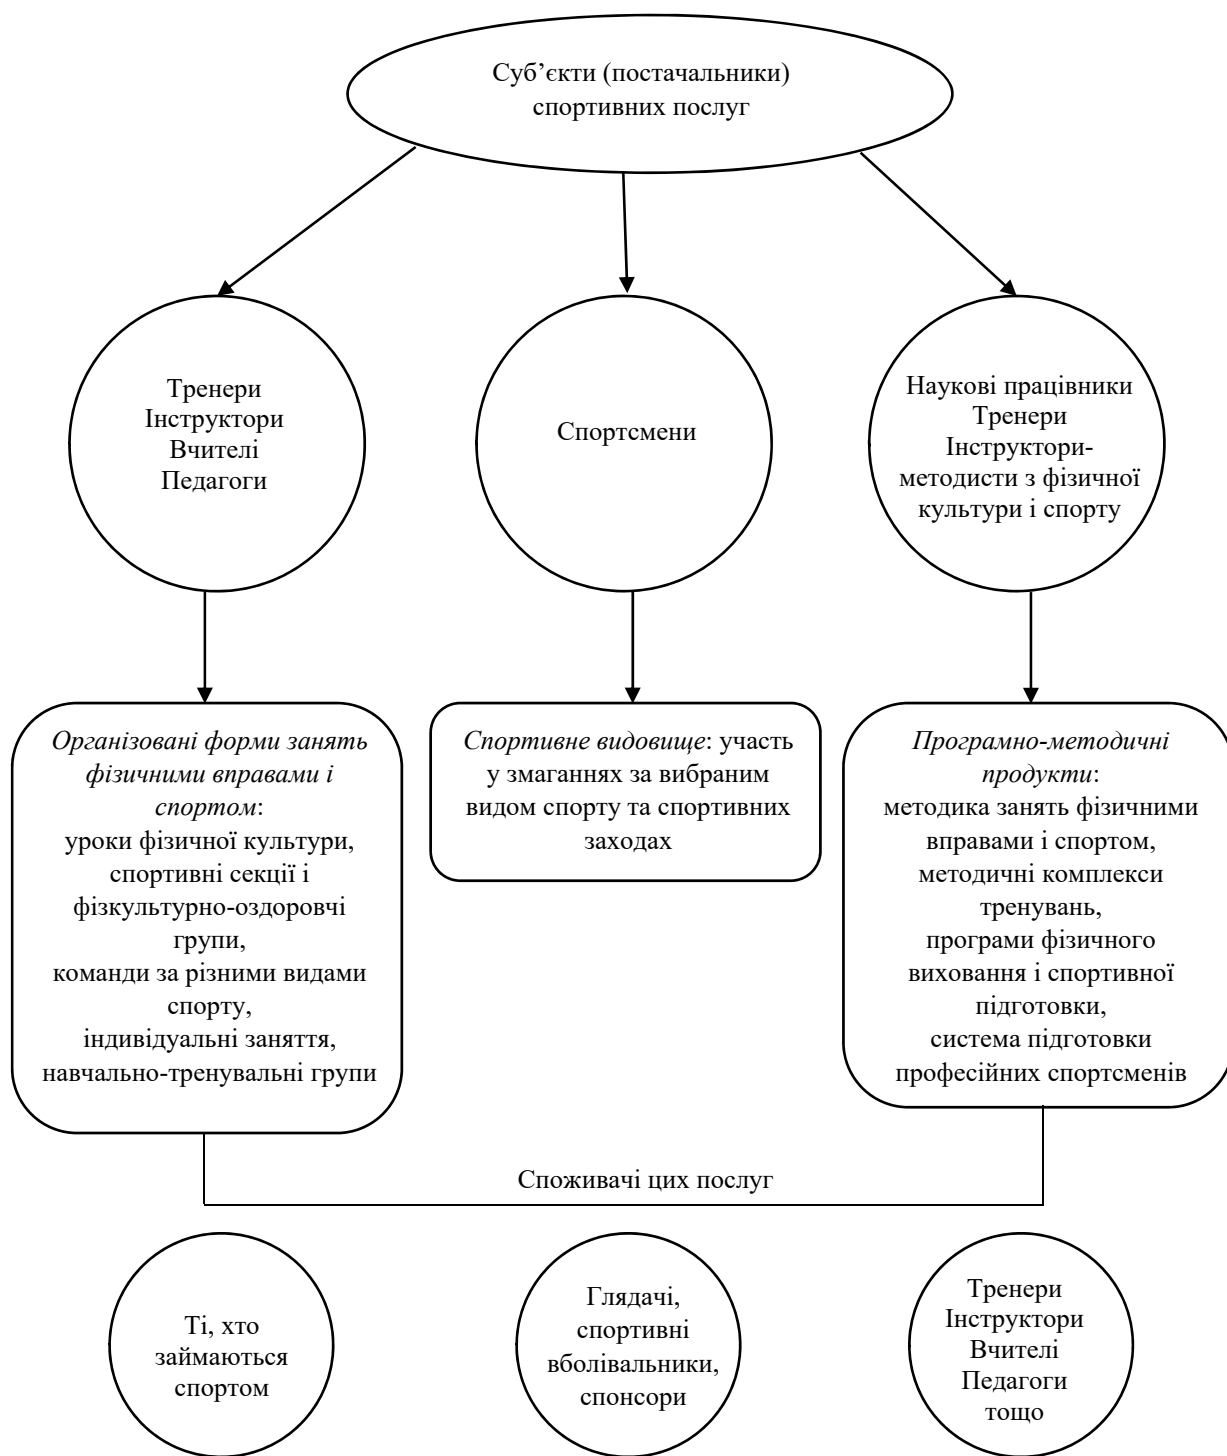 Суб’єкти (постачальники)
спортивних послуг
Тренери
Інструктори
Вчителі
Педагоги
Спортсмени
Наукові працівники
Тренери
Інструктори-
методисти з фізичної
культури і спорту
Організовані форми занять
фізичними вправами і
спортом:
уроки фізичної культури,
спортивні секції і
фізкультурно-оздоровчі
групи,
команди за різними видами
спорту,
індивідуальні заняття,
навчально-тренувальні групи
Спортивне видовище: участь
у змаганнях за вибраним
видом спорту та спортивних
заходах
Програмно-методичні
продукти:
методика занять фізичними
вправами і спортом,
методичні комплекси
тренувань,
програми фізичного
виховання і спортивної
підготовки,
система підготовки
професійних спортсменів
Споживачі цих послуг
Ті, хто
займаються
спортом
Глядачі,
спортивні
вболівальники,
спонсори
Тренери
Інструктори
Вчителі
Педагоги
тощо